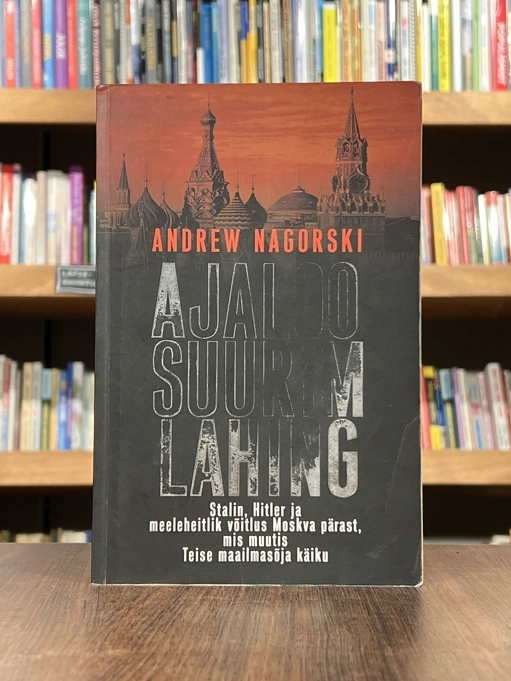 ANDREW NAGORSKI
AJALOO
SUURIM
LAHING
Stalin, Hitler ja
meeleheitlik võitlus Moskva pärast,
mis muutis
Teise maailmasõja käiku